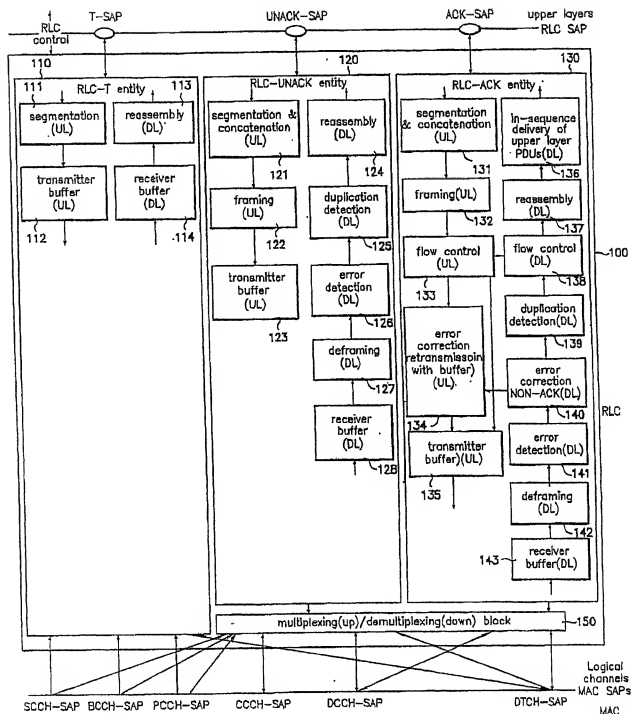 RLC
control
T-SAP
UNACK-SAP
ACK-SAP
upper layers
RLC SAP
110
120
130
RLC-T entity
111
113
segmentation
(UL)
reassembly
(DL)
transmitter
buffer
(UL)
receiver
buffer
(DL)
112
114
RLC-UNACK entity
segmentation &
concatenation
(UL)
reassembly
(DL)
121
124
framing
(UL)
duplication
detection
(DL)
122
125
transmitter
buffer
(UL)
error
detection
(DL)
123
126
deframing
(DL)
127
receiver
buffer
(DL)
128
RLC-ACK entity
segmentation
& concatenation
(UL)
in-sequence
delivery of
upper layer
PDUs(DL)
131
136
framing(UL)
132
reassembly
(DL)
137
flow control
(UL)
flow control
(DL)
100
133
138
duplication
detection(DL)
139
error
correction
retransmissoin
with buffer)
(UL).
error
correction
NON-ACK(DL)
140
RLC
134
transmitter
buffer)(UL)
error
detection(DL)
135
141
deframing
(DL)
142
143
receiver
buffer(DL)
multiplexing(up)/demultiplexing(down) block
150
Logical
channels
MAC SAPs
SCCH-SAP
BCCH-SAP
PCCH-SAP
CCCH-SAP
DCCH-SAP
DTCH-SAP
MAC